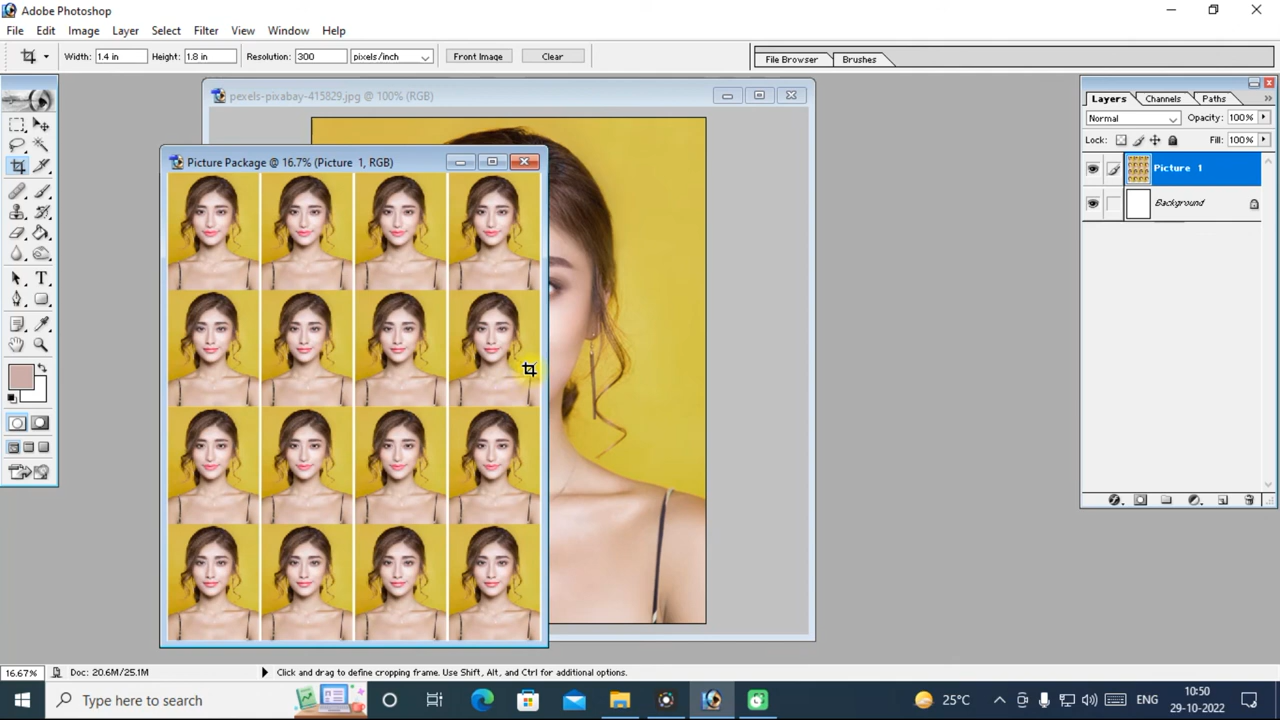 Adobe Photoshop
File Edit Image Layer Select Filter View Window Help
Width: 1.4 in Height: 1.8 in Resolution: 300 pixels/inch Front Image Clear File Browser Brushes
pexels-pixabay-415829.jpg @ 100% (RGB)
Layers Channels Paths
Normal Opacity: 100%
Lock: Fill: 100%
Picture Package @ 16.7% (Picture 1, RGB)
Picture 1
Background
T
16.67% Doc: 20.6M/25.1M Click and drag to define cropping frame. Use Shift, Alt, and Ctrl for additional options.
Type here to search 25°C ENG 10:50
29-10-2022